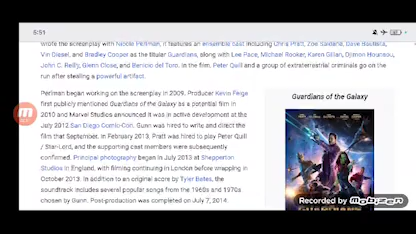 5:51
wrote the screenplay with Nicole Perlman, it features an ensemble cast including Chris Pratt, Zoe Saldana, Dave Bautista,
Vin Diesel, and Bradley Cooper as the titular Guardians, along with Lee Pace, Michael Rooker, Karen Gillan, Djimon Hounsou,
John C. Reilly, Glenn Close, and Benicio del Toro. In the film, Peter Quill and a group of extraterrestrial criminals go on the
run after stealing a powerful artifact.
Perlman began working on the screenplay in 2009. Producer Kevin Feige
first publicly mentioned Guardians of the Galaxy as a potential film in
2010 and Marvel Studios announced it was in active development at the
July 2012 San Diego Comic-Con. Gunn was hired to write and direct the
film that September. In February 2013, Pratt was hired to play Peter Quill
/ Star-Lord, and the supporting cast members were subsequently
confirmed. Principal photography began in July 2013 at Shepperton
Studios in England, with filming continuing in London before wrapping in
October 2013. In addition to an original score by Tyler Bates, the
soundtrack includes several popular songs from the 1960s and 1970s
chosen by Gunn. Post-production was completed on July 7, 2014.
Guardians of the Galaxy
Recorded by
Mobizen
GUARDIANS